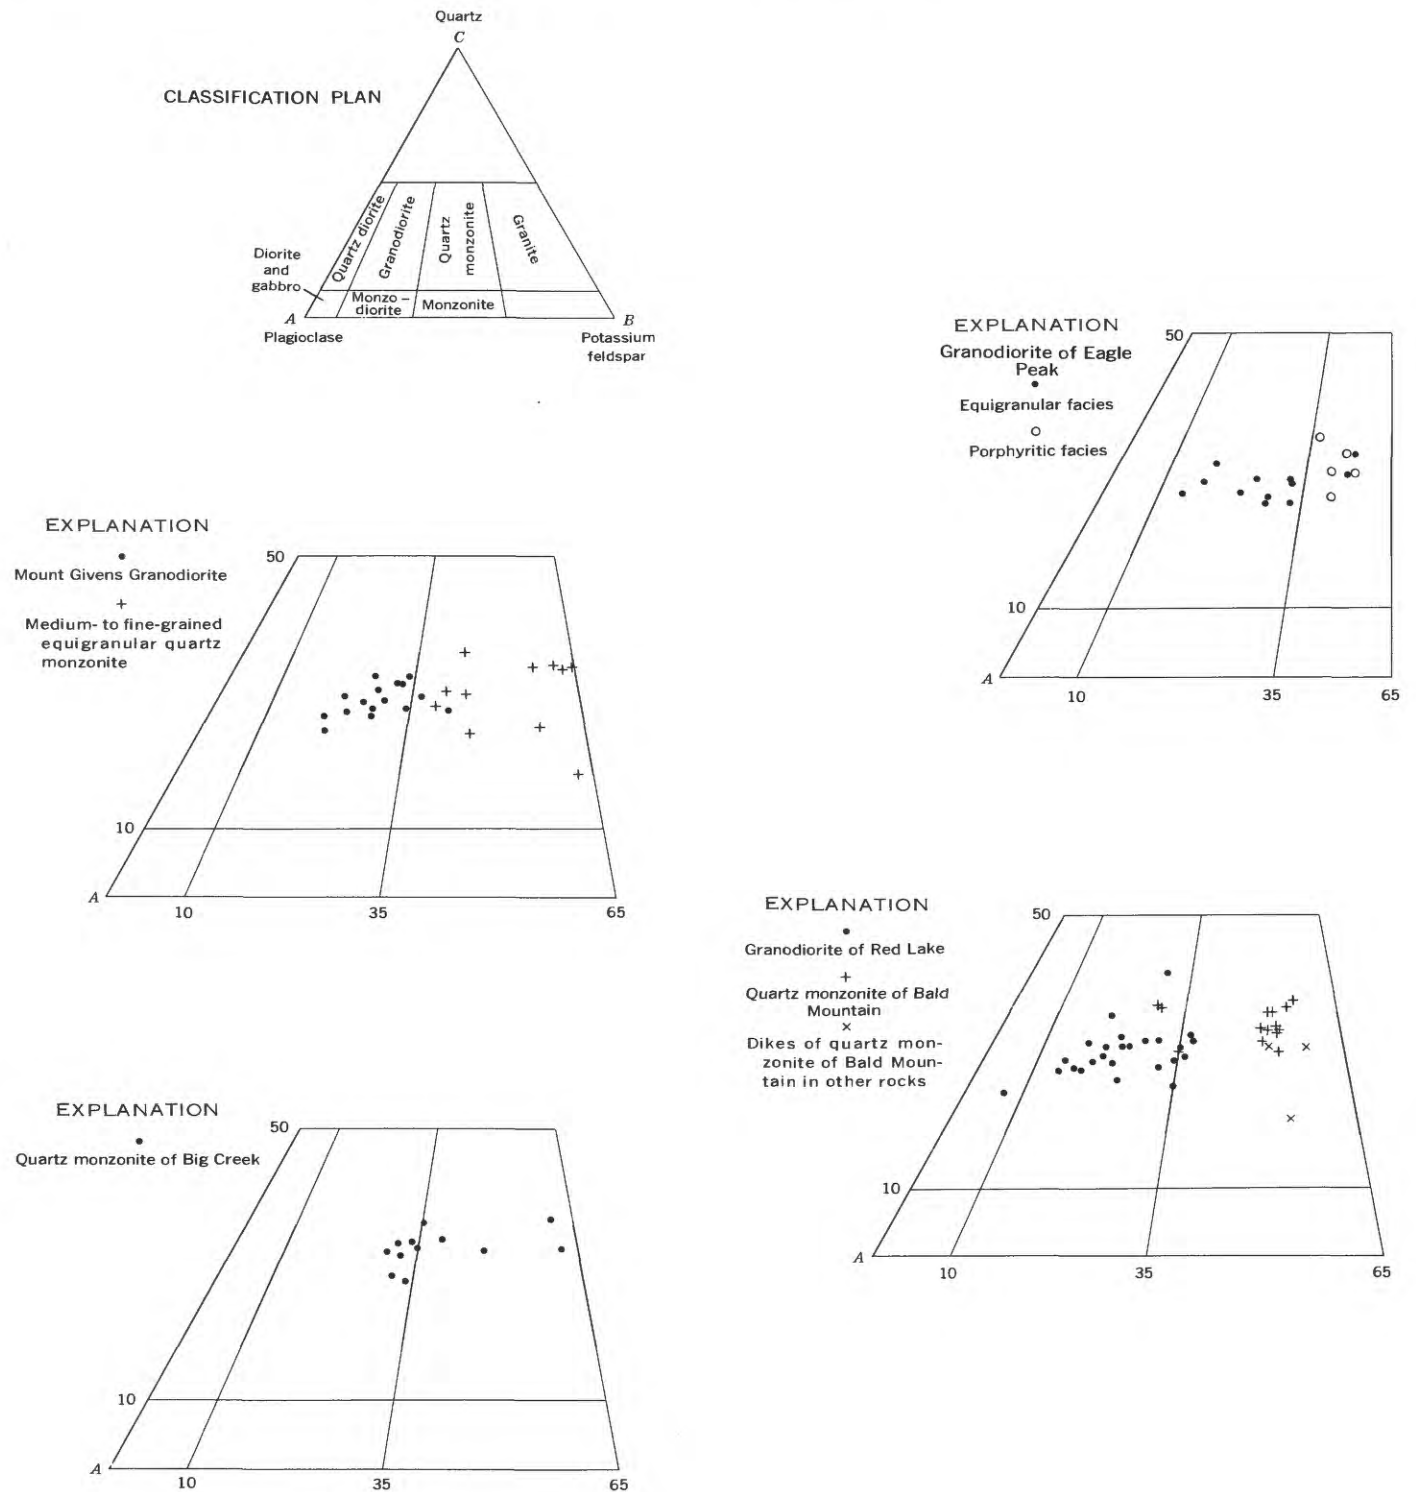 Quartz
C
CLASSIFICATION PLAN
Quartz diorite
Granodiorite
Quartz
monzonite
Granite
Diorite
and
gabbro
Monzo-
diorite
Monzonite
A
B
Plagioclase
Potassium
feldspar
EXPLANATION
Granodiorite of Eagle
Peak
Equigranular facies
Porphyritic facies
50
10
A
10
35
65
EXPLANATION
Mount Givens Granodiorite
Medium- to fine-grained
equigranular quartz
monzonite
50
10
A
10
35
65
EXPLANATION
Granodiorite of Red Lake
Quartz monzonite of Bald
Mountain
Dikes of quartz mon-
zonite of Bald Moun-
tain in other rocks
50
10
A
10
35
65
EXPLANATION
Quartz monzonite of Big Creek
50
10
A
10
35
65